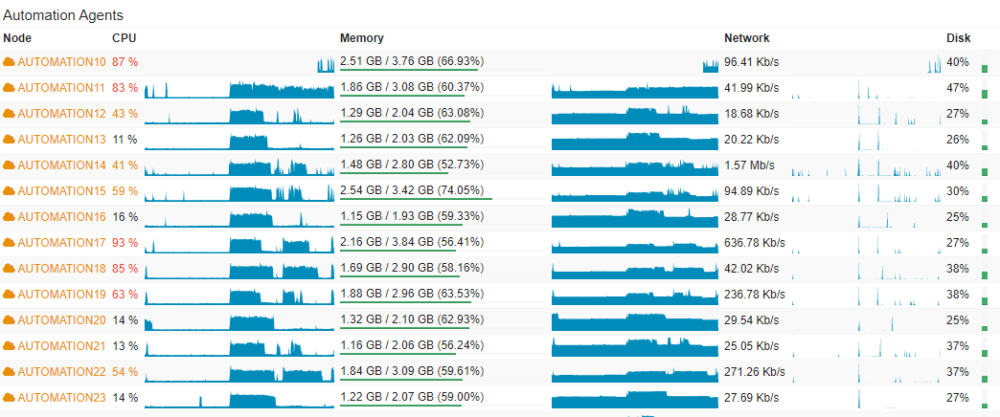 Automation Agents
Node CPU Memory Network Disk
AUTOMATION10 87 % 2.51 GB / 3.76 GB (66.93%) 96.41 Kb/s 40%
AUTOMATION11 83 % 1.86 GB / 3.08 GB (60.37%) 41.99 Kb/s 47%
AUTOMATION12 43 % 1.29 GB / 2.04 GB (63.08%) 18.68 Kb/s 27%
AUTOMATION13 11 % 1.26 GB / 2.03 GB (62.09%) 20.22 Kb/s 26%
AUTOMATION14 41 % 1.48 GB / 2.80 GB (52.73%) 1.57 Mb/s 40%
AUTOMATION15 59 % 2.54 GB / 3.42 GB (74.05%) 94.89 Kb/s 30%
AUTOMATION16 16 % 1.15 GB / 1.93 GB (59.33%) 28.77 Kb/s 25%
AUTOMATION17 93 % 2.16 GB / 3.84 GB (56.41%) 636.78 Kb/s 27%
AUTOMATION18 85 % 1.69 GB / 2.90 GB (58.16%) 42.02 Kb/s 38%
AUTOMATION19 63 % 1.88 GB / 2.96 GB (63.53%) 236.78 Kb/s 38%
AUTOMATION20 14 % 1.32 GB / 2.10 GB (62.93%) 29.54 Kb/s 25%
AUTOMATION21 13 % 1.16 GB / 2.06 GB (56.24%) 25.05 Kb/s 37%
AUTOMATION22 54 % 1.84 GB / 3.09 GB (59.61%) 271.26 Kb/s 37%
AUTOMATION23 14 % 1.22 GB / 2.07 GB (59.00%) 27.69 Kb/s 27%